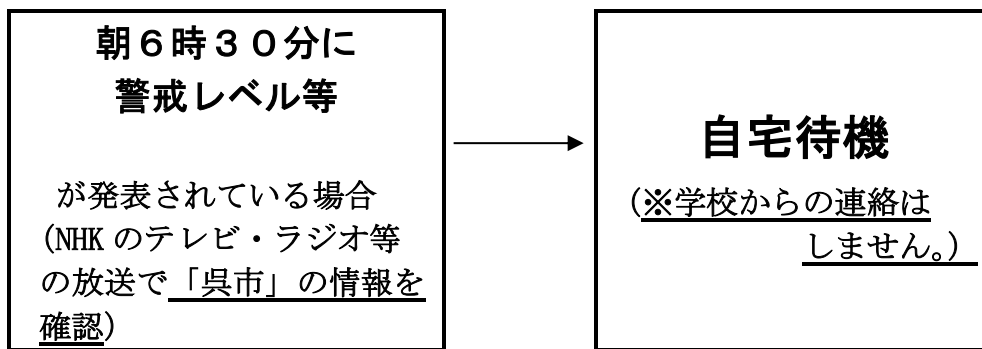 朝６時３０分に
警戒レベル等
が発表されている場合
(NHK のテレビ・ラジオ等
の放送で「呉市」の情報を
確認)
自宅待機
(※学校からの連絡は
しません。)